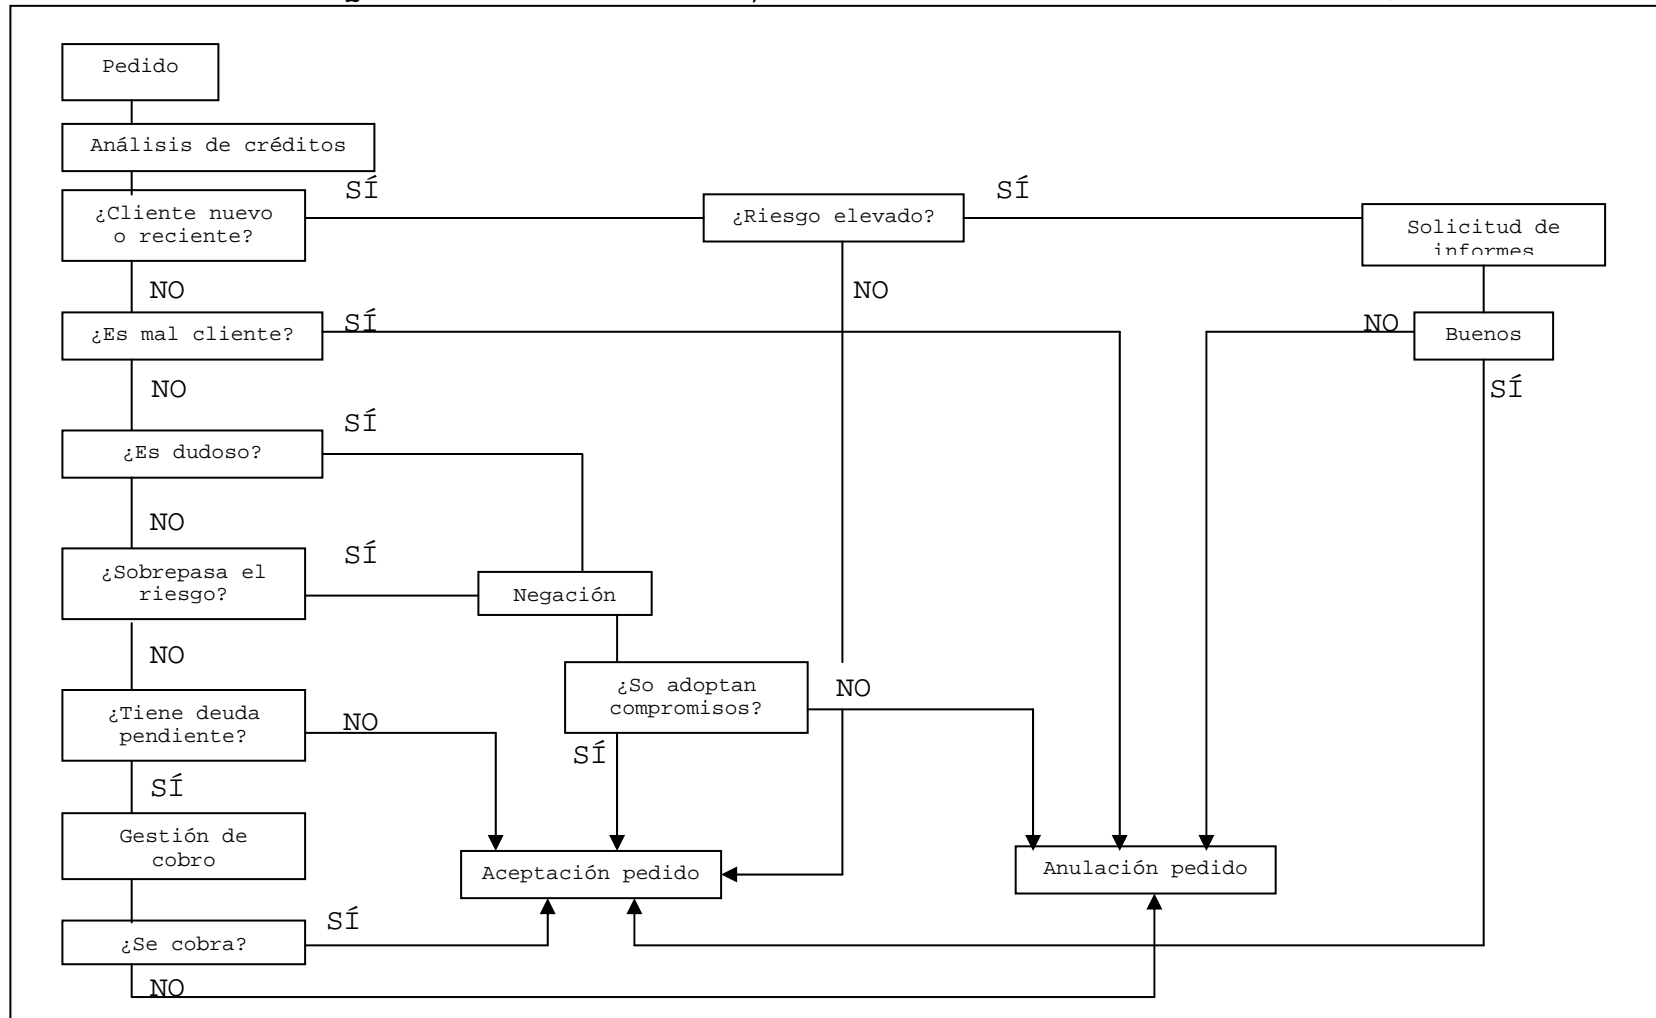 Pedido
Análisis de créditos
SÍ
SÍ
¿Cliente nuevo
o reciente?
¿Riesgo elevado?
Solicitud de
informes
NO
NO
¿Es mal cliente?
SÍ
NO
Buenos
NO
SÍ
SÍ
¿Es dudoso?
NO
SÍ
¿Sobrepasa el
riesgo?
Negación
NO
¿So adoptan
compromisos?
NO
¿Tiene deuda
pendiente?
NO
SÍ
SÍ
Gestión de
cobro
Aceptación pedido
Anulación pedido
SÍ
¿Se cobra?
NO